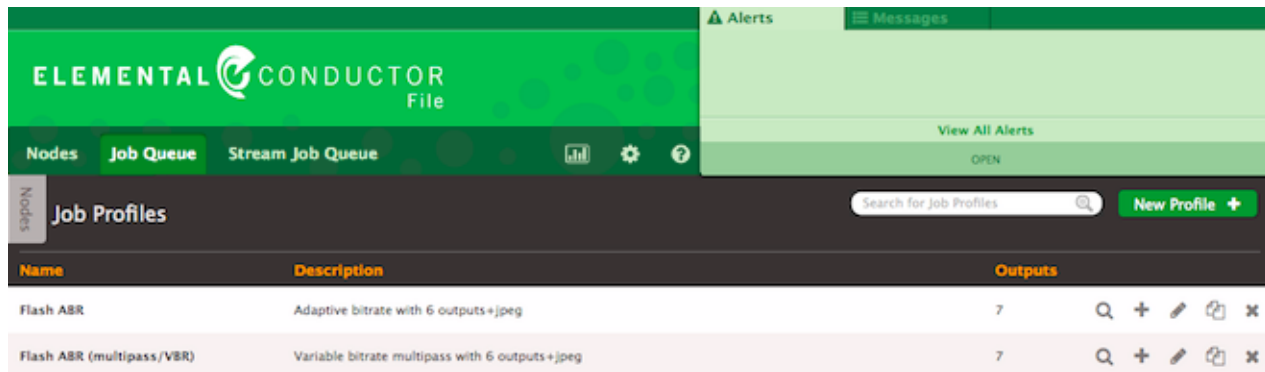 Alerts
Messages
ELEMENTAL CONDUCTOR
File
View All Alerts
OPEN
Nodes
Job Queue
Stream Job Queue
Nodes
Job Profiles
Search for Job Profiles
New Profile
Name Description Outputs
Flash ABR Adaptive bitrate with 6 outputs+jpeg 7
Flash ABR (multipass/VBR) Variable bitrate multipass with 6 outputs+jpeg 7